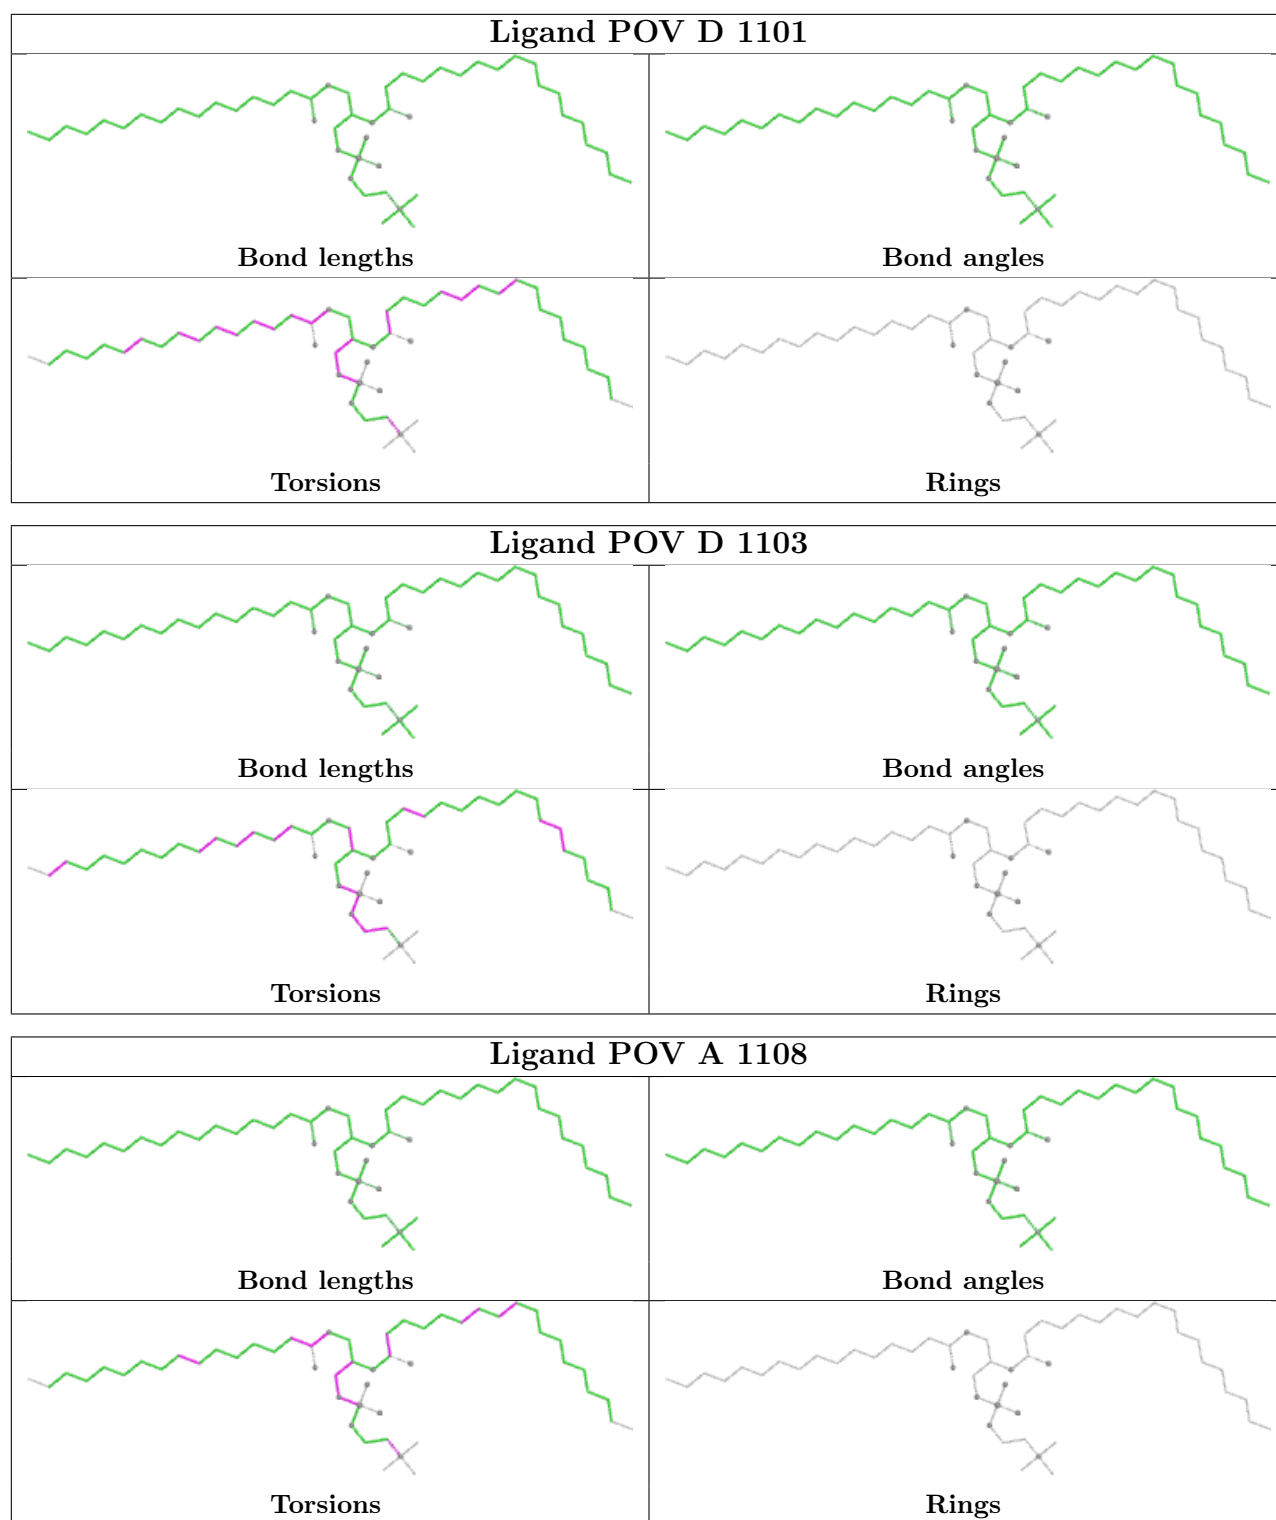 Ligand POV D 1101
Bond lengths
Bond angles
Torsions
Rings
Ligand POV D 1103
Bond lengths
Bond angles
Torsions
Rings
Ligand POV A 1108
Bond lengths
Bond angles
Torsions
Rings